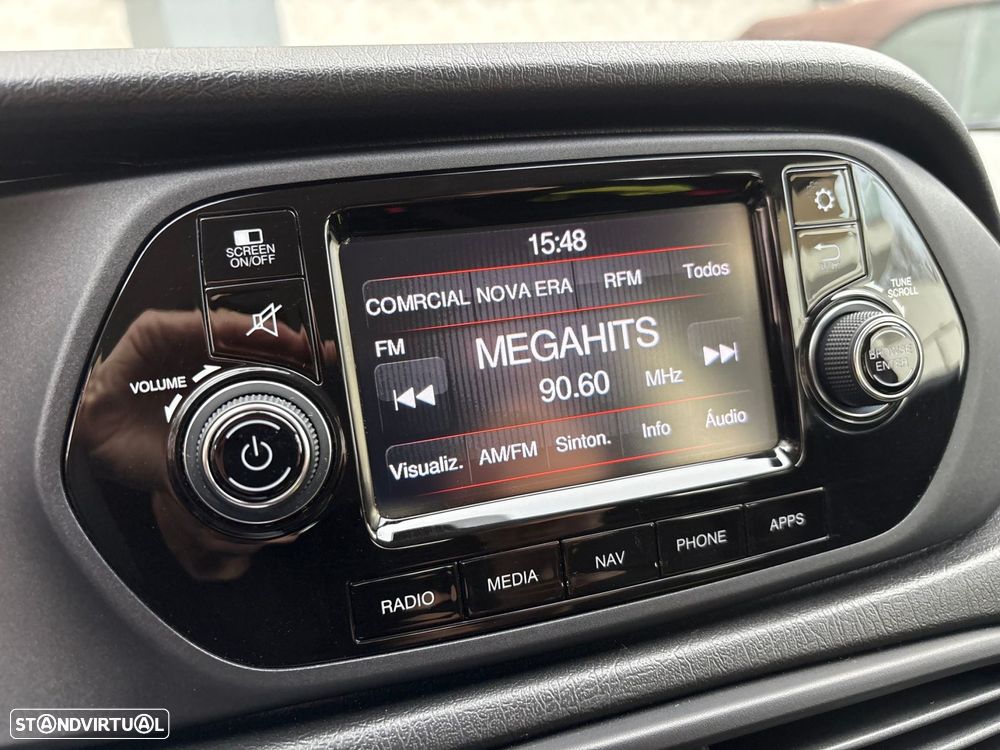 SCREEN
ON/OFF
VOLUME
15:48
COMRCIAL NOVA ERA RFM Todos
FM MEGAHITS
90.60 MHz
Visualiz. AM/FM Sinton. Info Áudio
TUNE
SCROLL
BROWSE
ENTER
RADIO MEDIA NAV PHONE APPS
STANDVIRTUAL